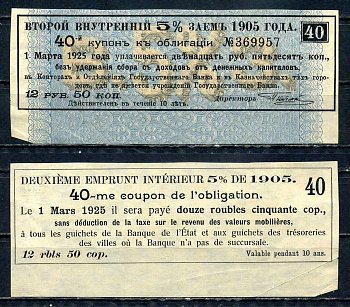 ВТОРОЙ ВНУТРЕННІЙ 5% ЗАЕМЪ 1905 ГОДА.
40
40-й купонъ къ облигаціи №369957
1 Марта 1925 года уплачивается двѣнадцать руб. пятьдесятъ коп.,
безъ удержанія сбора съ доходовъ отъ денежныхъ капиталовъ,
въ Конторахъ и Отдѣленіяхъ Государственнаго Банка и въ Казначействахъ тѣхъ горо-
довъ, гдѣ не имѣется учрежденій Государственнаго Банка.
12 РУБ. 50 КОП.
Директоръ
Дѣйствителенъ въ теченіе 10 лѣтъ.
DEUXIÈME EMPRUNT INTÉRIEUR 5% DE 1905.
40
40-me coupon de l'obligation.
Le 1 Mars 1925 il sera payé douze roubles cinquante cop.,
sans déduction de la taxe sur le revenu des valeurs mobilières,
à tous les guichets de la Banque de l'État et aux guichets des trésoreries
des villes où la Banque n'a pas de succursale.
12 rbls 50 cop.
Valable pendant 10 ans.